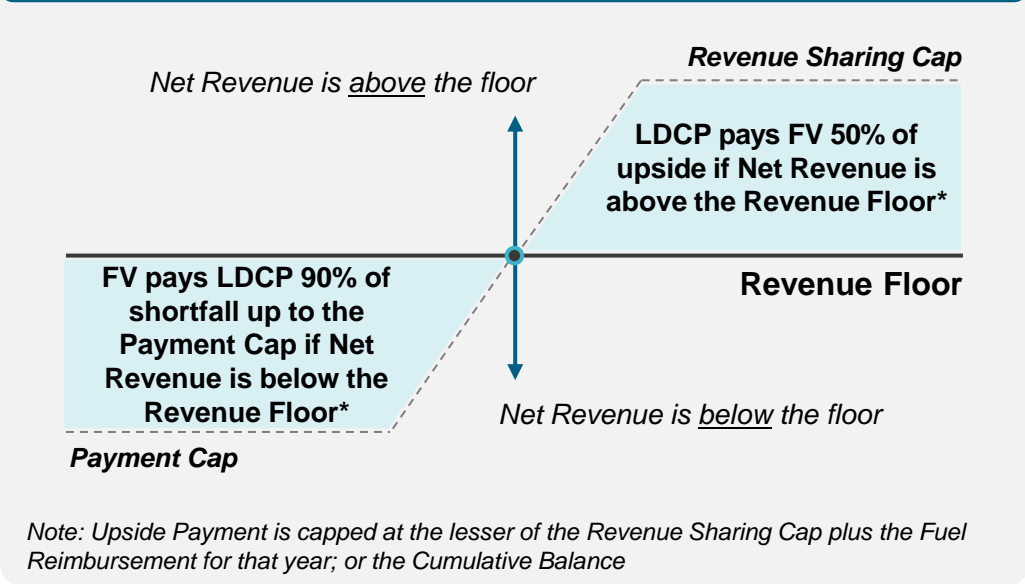 Revenue Sharing Cap
Net Revenue is above the floor
LDCP pays FV 50% of
upside if Net Revenue is
above the Revenue Floor*
Revenue Floor
FV pays LDCP 90% of
shortfall up to the
Payment Cap if Net
Revenue is below the
Revenue Floor*
Net Revenue is below the floor
Payment Cap
Note: Upside Payment is capped at the lesser of the Revenue Sharing Cap plus the Fuel
Reimbursement for that year; or the Cumulative Balance